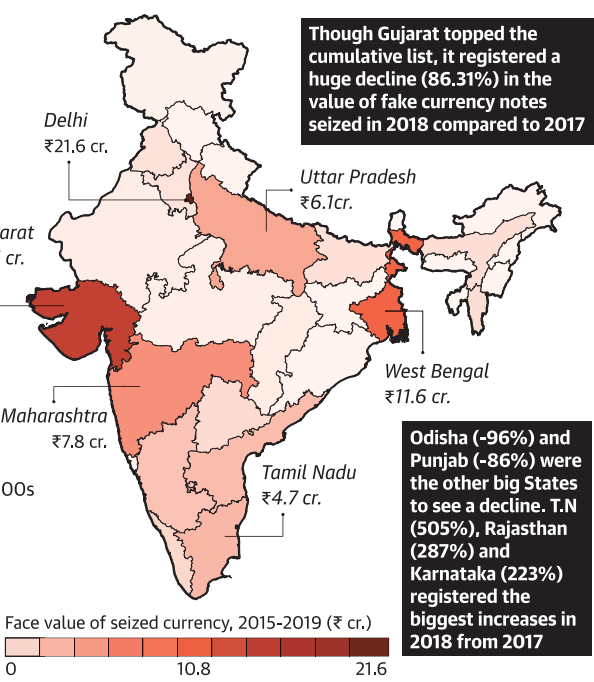 Though Gujarat topped the
cumulative list, it registered a
huge decline (86.31%) in the
value of fake currency notes
seized in 2018 compared to 2017
Delhi
₹21.6 cr.
Uttar Pradesh
₹6.1cr.
arat
cr.
West Bengal
₹11.6 cr.
Maharashtra
₹7.8 cr.
Odisha (-96%) and
Punjab (-86%) were
the other big States
to see a decline. T.N
(505%), Rajasthan
(287%) and
Karnataka (223%)
registered the
biggest increases in
2018 from 2017
Tamil Nadu
₹4.7 cr.
00s
Face value of seized currency, 2015-2019 (₹ cr.)
0 10.8 21.6